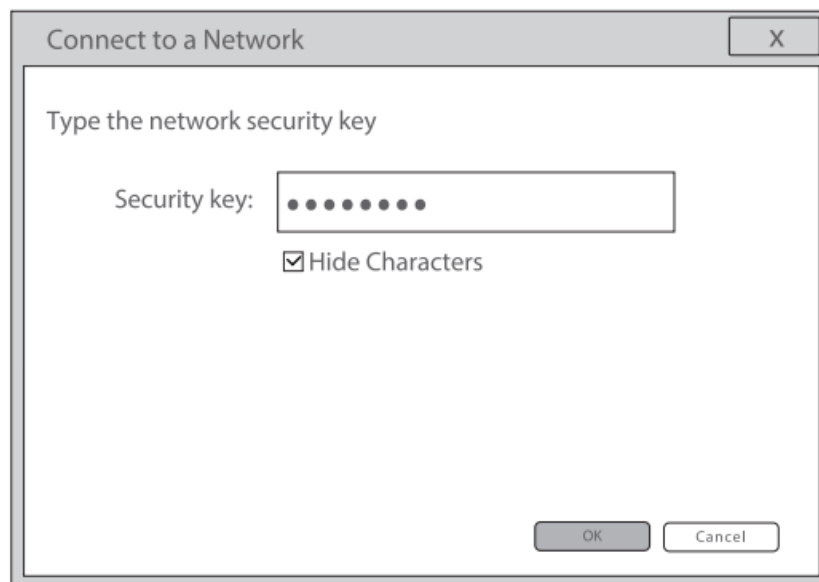 Connect to a Network
X
Type the network security key
Security key: ••••••••
Hide Characters
OK
Cancel